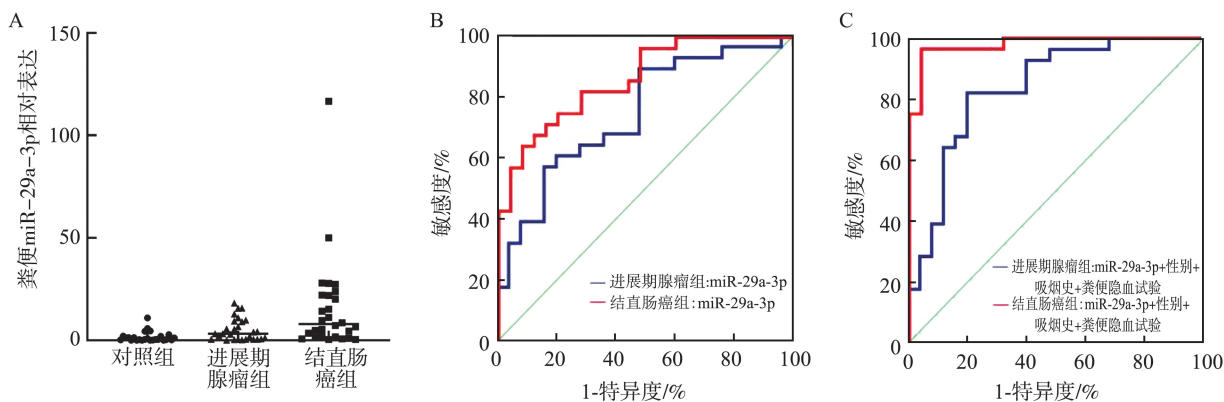 A
粪便miR-29a-3p相对表达
150
100
50
0
对照组
进展期
腺瘤组
结直肠
癌组
B
敏感度/%
100
80
60
40
20
0
20
40
60
80
100
1-特异度/%
进展期腺瘤组:miR-29a-3p
结直肠癌组:miR-29a-3p
C
敏感度/%
100
80
60
40
20
0
0
20
40
60
80
100
1-特异度/%
进展期腺瘤组:miR-29a-3p+性别+
吸烟史+粪便隐血试验
结直肠癌组:miR-29a-3p+性别+
吸烟史+粪便隐血试验